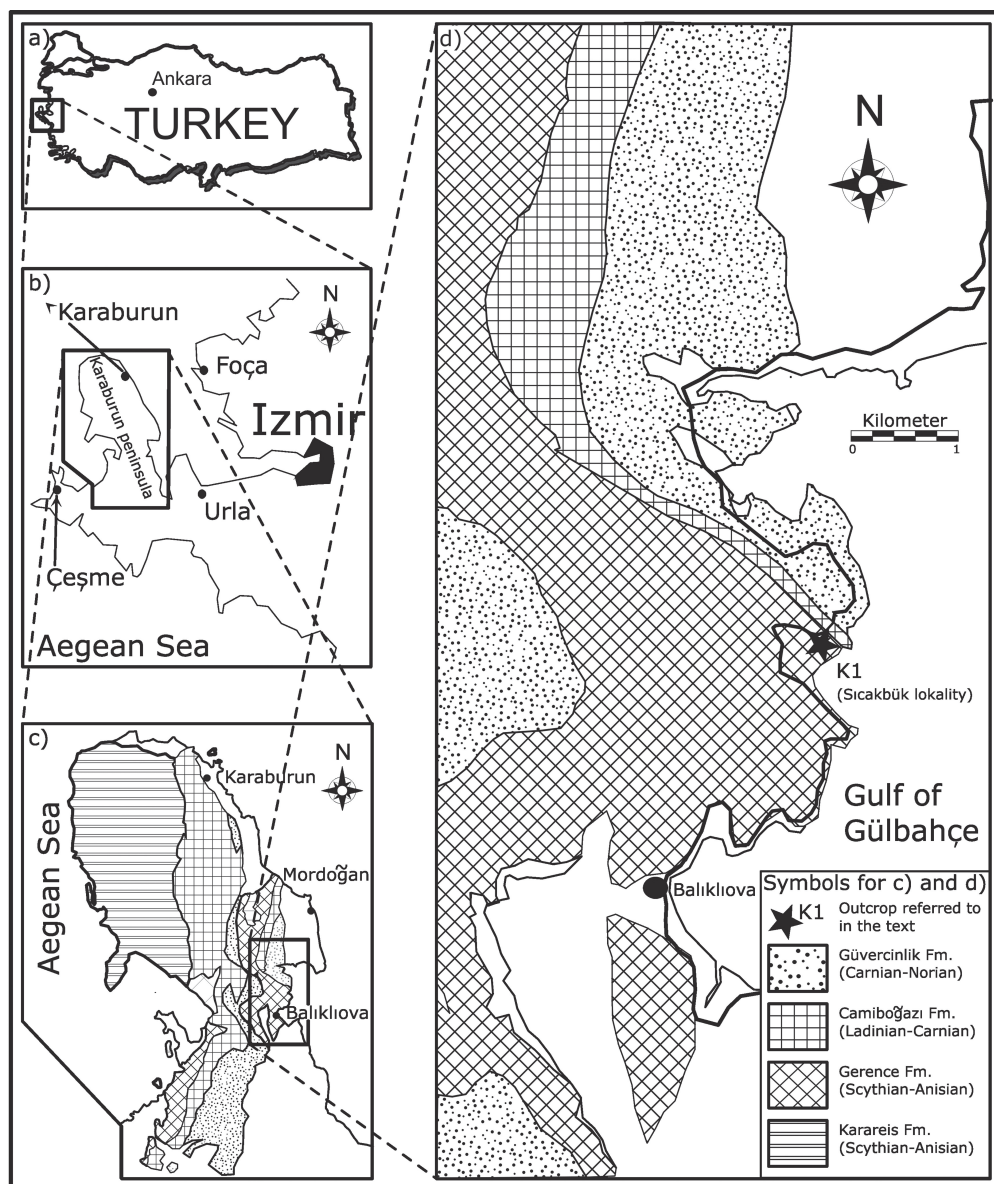 a)
Ankara
TURKEY
b)
Karaburun
N
Foça
Karaburun peninsula
Izmir
Urla
Çeşme
Aegean Sea
c)
N
Karaburun
Aegean Sea
Mordoğan
Balıklıova
d)
N
Kilometer
0 1
K1
(Sıcakbük lokality)
Gulf of
Gülbahçe
Balıklıova
Symbols for c) and d)
K1 Outcrop referred to
in the text
Güvercinlik Fm.
(Carnian-Norian)
Camiboğazı Fm.
(Ladinian-Carnian)
Gerence Fm.
(Scythian-Anisian)
Karareis Fm.
(Scythian-Anisian)